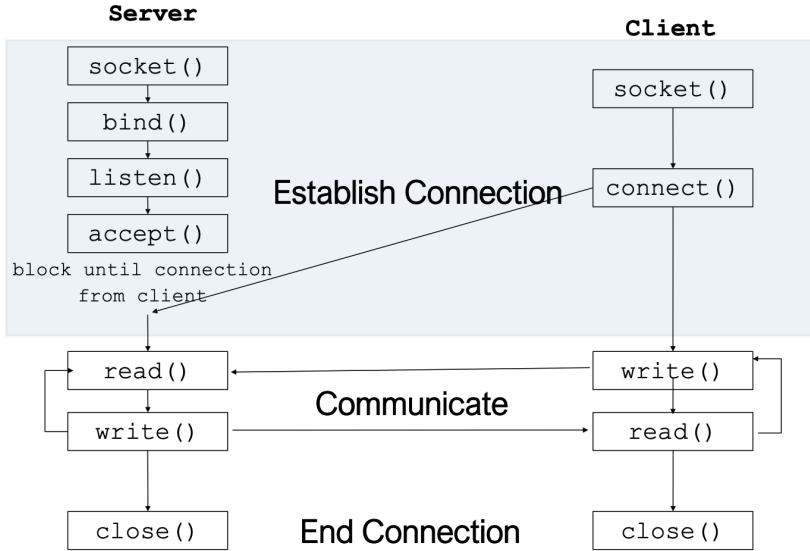 Server
Client
socket()
socket()
bind()
listen()
Establish Connection
connect()
accept()
block until connection
from client
read()
write()
Communicate
write()
read()
close()
End Connection
close()